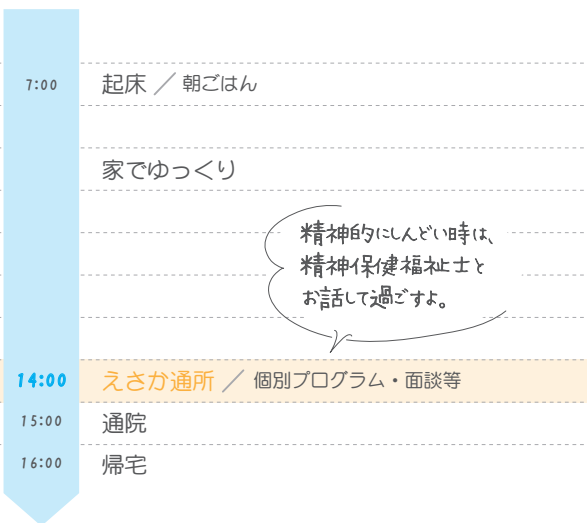 7:00 起床 ／ 朝ごはん
家でゆっくり
精神的にしんどい時は、
精神保健福祉士と
お話して過ごすよ。
14:00 えさか通所 ／ 個別プログラム・面談等
15:00 通院
16:00 帰宅